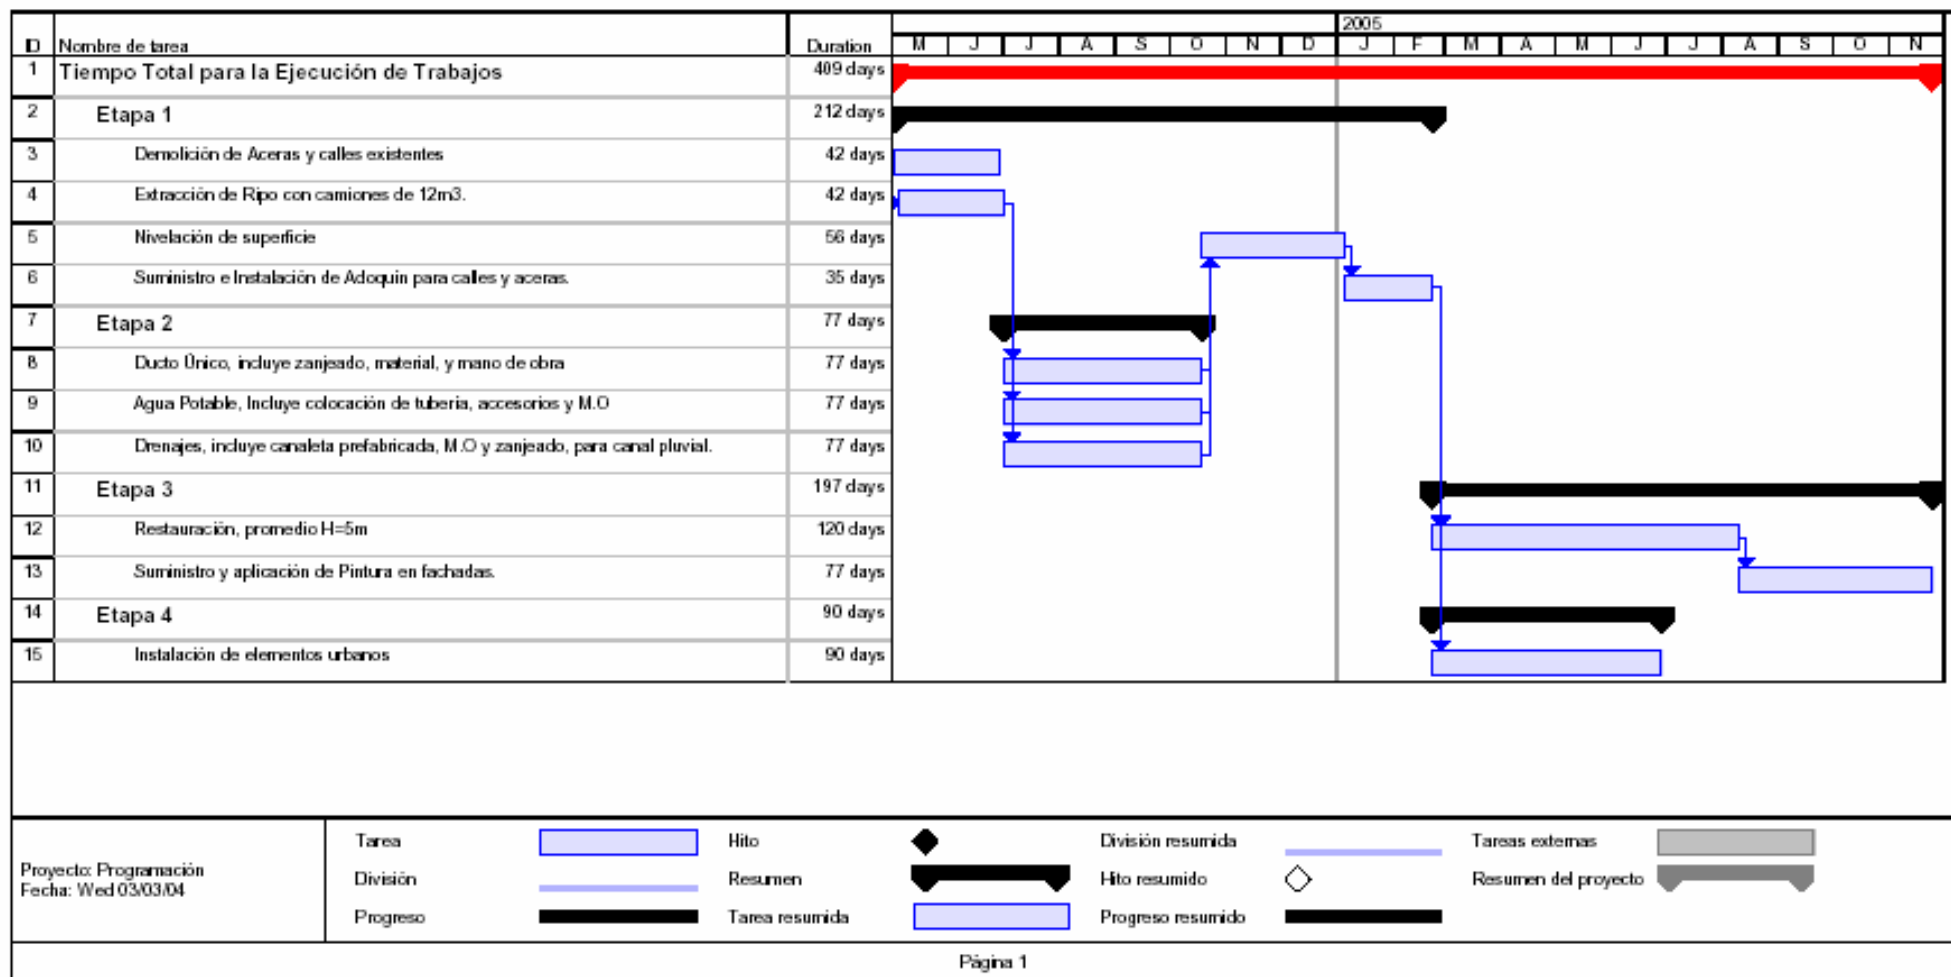 2005
ID Nombre de tarea Duration M J J A S O N D J F M A M J J A S O N
1 Tiempo Total para la Ejecución de Trabajos 409 days
2 Etapa 1 212 days
3 Demolición de Aceras y calles existentes 42 days
4 Extracción de Ripo con camiones de 12m3. 42 days
5 Nivelación de superficie 56 days
6 Suministro e Instalación de Adoquin para calles y aceras. 35 days
7 Etapa 2 77 days
8 Ducto Único, incluye zanjeado, material, y mano de obra 77 days
9 Agua Potable, Incluye colocación de tuberia, accesorios y M.O 77 days
10 Drenajes, incluye canaleta prefabricada, M.O y zanjeado, para canal pluvial. 77 days
11 Etapa 3 197 days
12 Restauración, promedio H=5m 120 days
13 Suministro y aplicación de Pintura en fachadas. 77 days
14 Etapa 4 90 days
15 Instalación de elementos urbanos 90 days
Proyecto: Programación
Fecha: Wed 03/03/04
Tarea Hito División resumida Tareas externas
División Resumen Hito resumido Resumen del proyecto
Progreso Tarea resumida Progreso resumido
Página 1